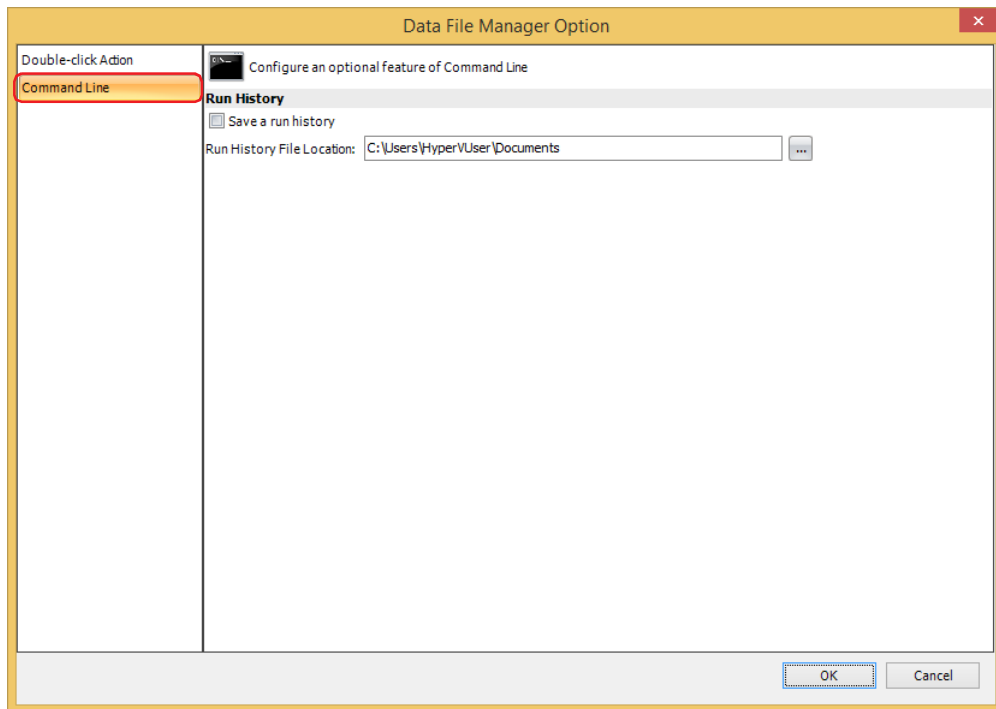 Data File Manager Option
Double-click Action
Command Line
Configure an optional feature of Command Line
Run History
Save a run history
Run History File Location: C:\Users\HyperVUser\Documents ...
OK Cancel